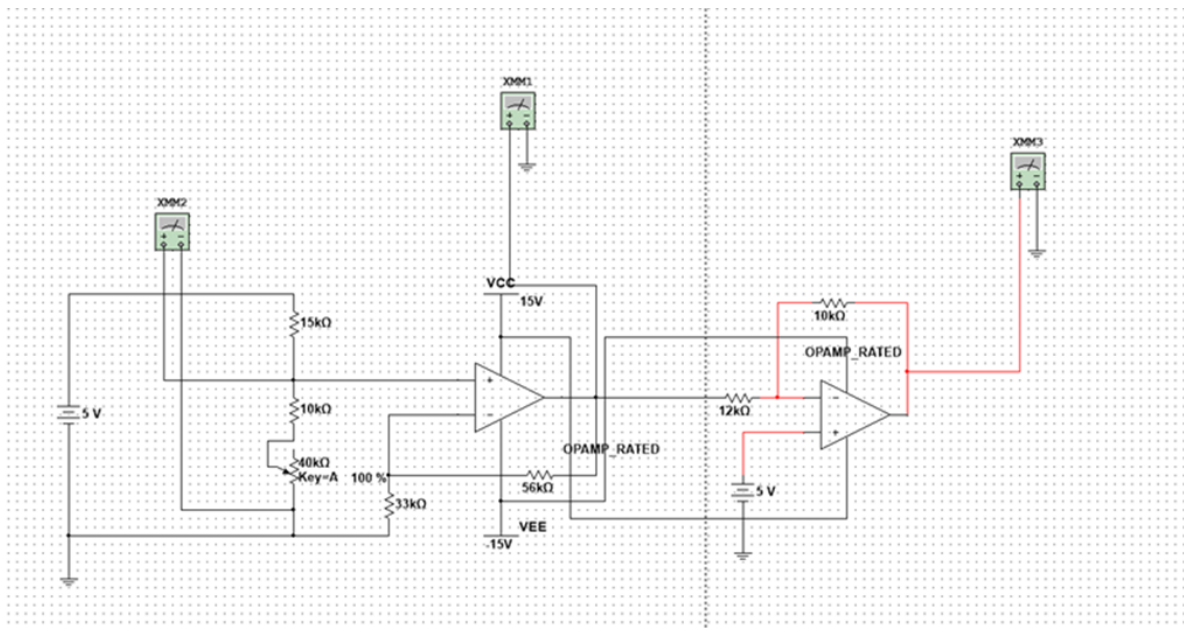 XMM1
XMM3
XMM2
VCC
15V
15kΩ
10kΩ
OPAMP_RATED
10kΩ
5 V
12kΩ
OPAMP_RATED
40kΩ
Key=A
100 %
56kΩ
33kΩ
5 V
VEE
-15V